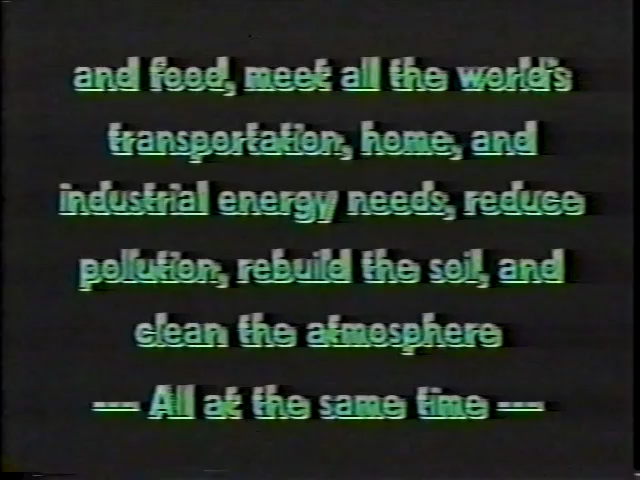 and food, meet all the world's
transportation, home, and
industrial energy needs, reduce
pollution, rebuild the soil, and
clean the atmosphere
--- All at the same time ---